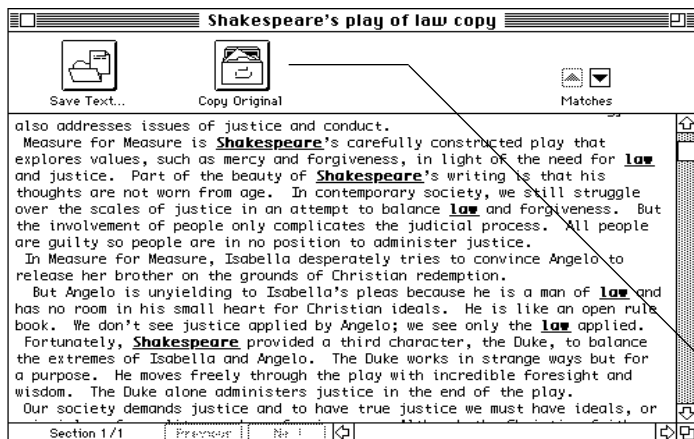 Shakespeare's play of law copy
Save Text...
Copy Original
Matches
also addresses issues of justice and conduct.
Measure for Measure is Shakespeare's carefully constructed play that
explores values, such as mercy and forgiveness, in light of the need for law
and justice. Part of the beauty of Shakespeare's writing is that his
thoughts are not worn from age. In contemporary society, we still struggle
over the scales of justice in an attempt to balance law and forgiveness. But
the involvement of people only complicates the judicial process. All people
are guilty so people are in no position to administer justice.
In Measure for Measure, Isabella desperately tries to convince Angelo to
release her brother on the grounds of Christian redemption.
But Angelo is unyielding to Isabella's pleas because he is a man of law and
has no room in his small heart for Christian ideals. He is like an open rule
book. We don't see justice applied by Angelo; we see only the law applied.
Fortunately, Shakespeare provided a third character, the Duke, to balance
the extremes of Isabella and Angelo. The Duke works in strange ways but for
a purpose. He moves freely through the play with incredible foresight and
wisdom. The Duke alone administers justice in the end of the play.
Our society demands justice and to have true justice we must have ideals, or
Section 1/1